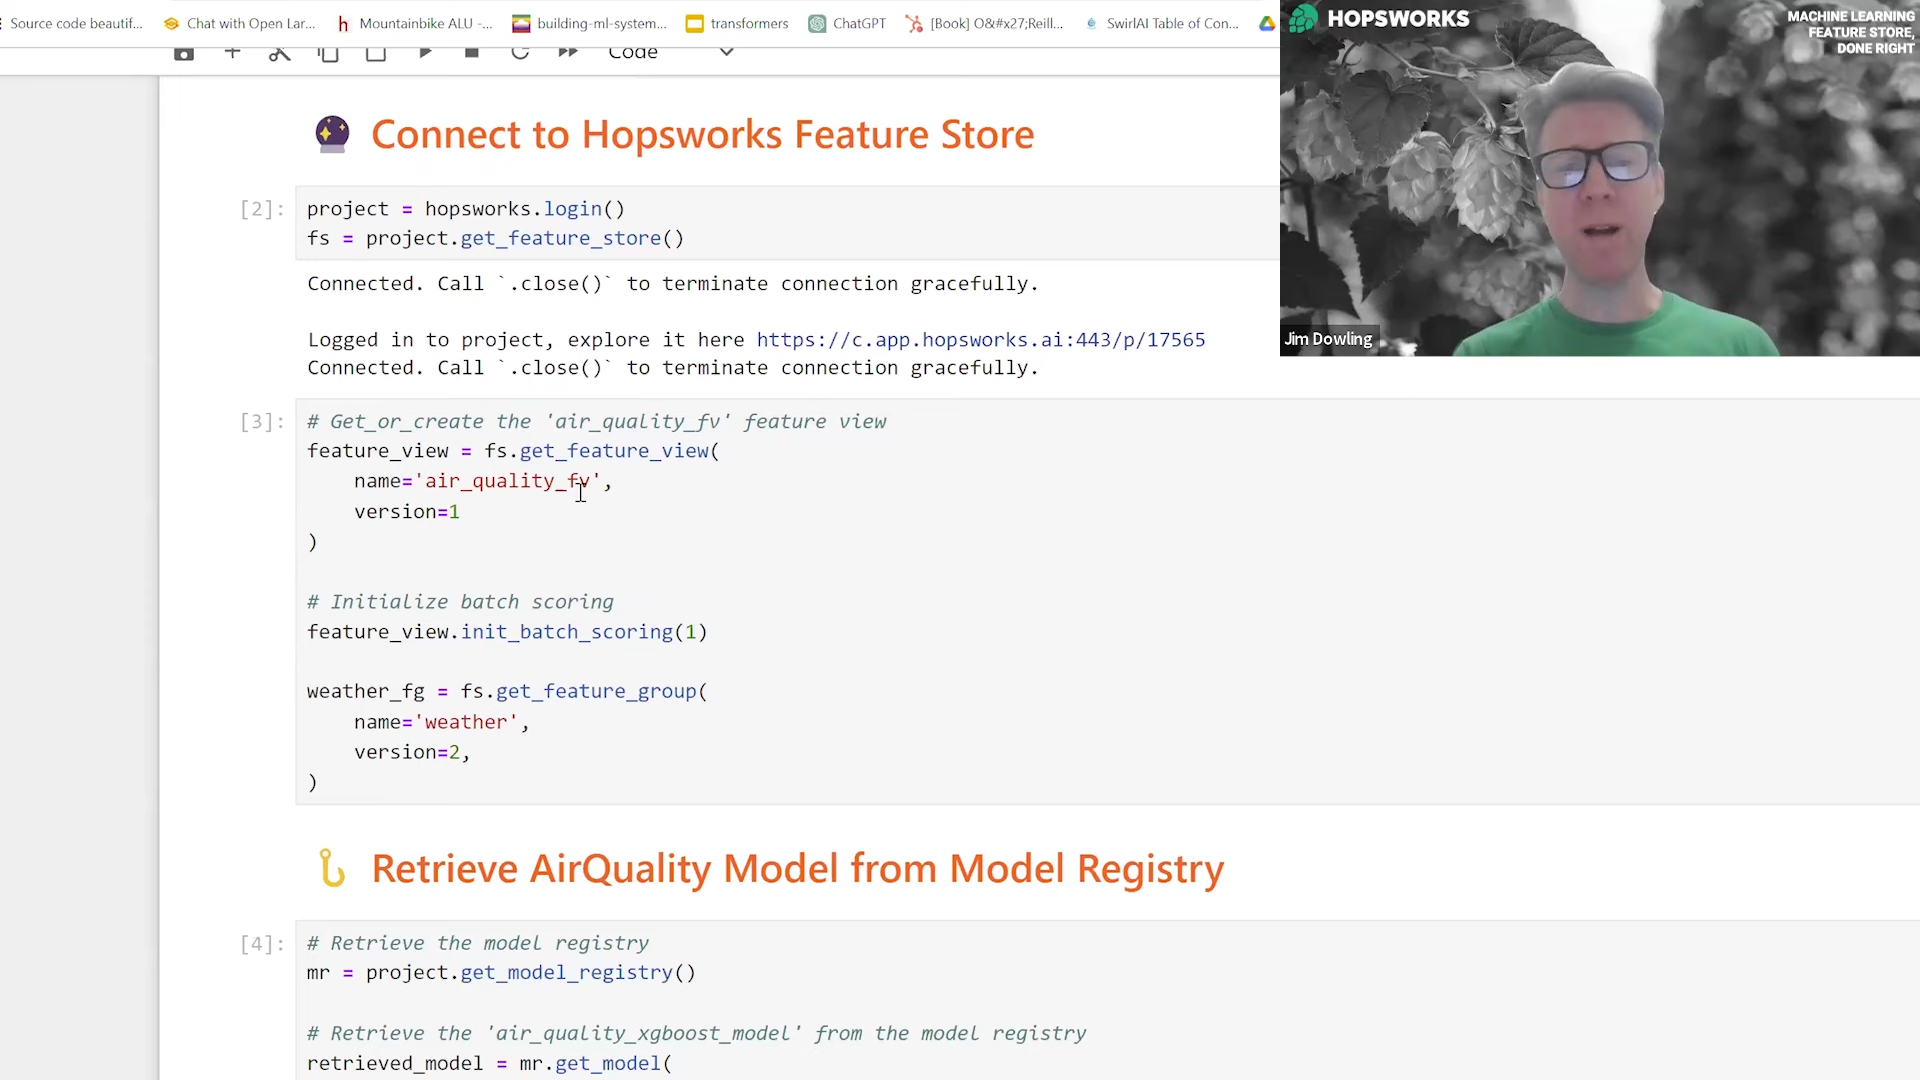 Source code beautif...
Chat with Open Lar...
Mountainbike ALU -...
building-ml-system...
transformers
ChatGPT
[Book] O&#x27;Reill...
SwirlAI Table of Con...
HOPSWORKS
MACHINE LEARNING
FEATURE STORE,
DONE RIGHT
Code
Connect to Hopsworks Feature Store
[2]:
project = hopsworks.login()
fs = project.get_feature_store()
Connected. Call `.close()` to terminate connection gracefully.
Logged in to project, explore it here https://c.app.hopsworks.ai:443/p/17565
Connected. Call `.close()` to terminate connection gracefully.
Jim Dowling
[3]:
# Get_or_create the 'air_quality_fv' feature view
feature_view = fs.get_feature_view(
name='air_quality_fv',
version=1
)
# Initialize batch scoring
feature_view.init_batch_scoring(1)
weather_fg = fs.get_feature_group(
name='weather',
version=2,
)
Retrieve AirQuality Model from Model Registry
[4]:
# Retrieve the model registry
mr = project.get_model_registry()
# Retrieve the 'air_quality_xgboost_model' from the model registry
retrieved_model = mr.get_model(